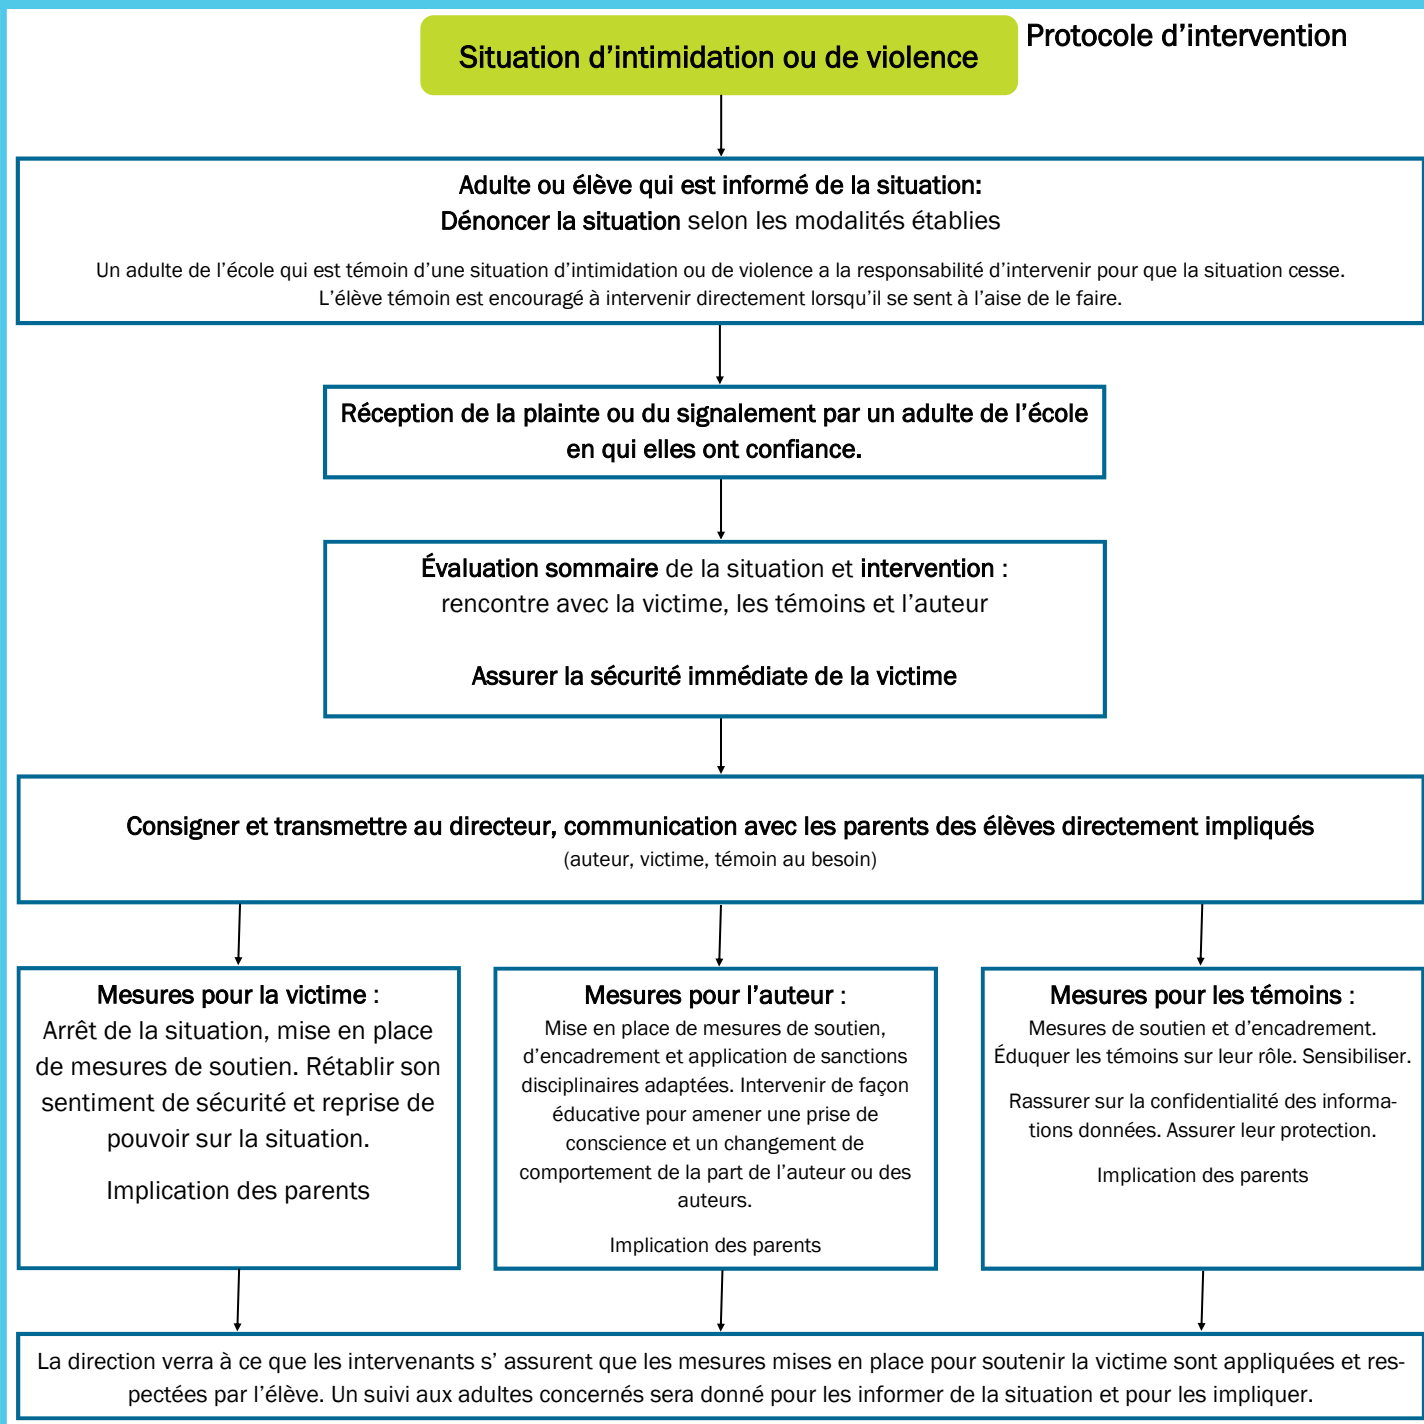 Situation d’intimidation ou de violence
Protocole d’intervention
Adulte ou élève qui est informé de la situation:
Dénoncer la situation selon les modalités établies
Un adulte de l’école qui est témoin d’une situation d’intimidation ou de violence a la responsabilité d’intervenir pour que la situation cesse.
L’élève témoin est encouragé à intervenir directement lorsqu’il se sent à l’aise de le faire.
Réception de la plainte ou du signalement par un adulte de l’école
en qui elles ont confiance.
Évaluation sommaire de la situation et intervention :
rencontre avec la victime, les témoins et l’auteur
Assurer la sécurité immédiate de la victime
Consigner et transmettre au directeur, communication avec les parents des élèves directement impliqués
(auteur, victime, témoin au besoin)
Mesures pour la victime :
Arrêt de la situation, mise en place
de mesures de soutien. Rétablir son
sentiment de sécurité et reprise de
pouvoir sur la situation.
Implication des parents
Mesures pour l’auteur :
Mise en place de mesures de soutien,
d’encadrement et application de sanctions
disciplinaires adaptées. Intervenir de façon
éducative pour amener une prise de
conscience et un changement de
comportement de la part de l’auteur ou des
auteurs.
Implication des parents
Mesures pour les témoins :
Mesures de soutien et d’encadrement.
Éduquer les témoins sur leur rôle. Sensibiliser.
Rassurer sur la confidentialité des informa-
tions données. Assurer leur protection.
Implication des parents
La direction verra à ce que les intervenants s’ assurent que les mesures mises en place pour soutenir la victime sont appliquées et res-
pectées par l’élève. Un suivi aux adultes concernés sera donné pour les informer de la situation et pour les impliquer.